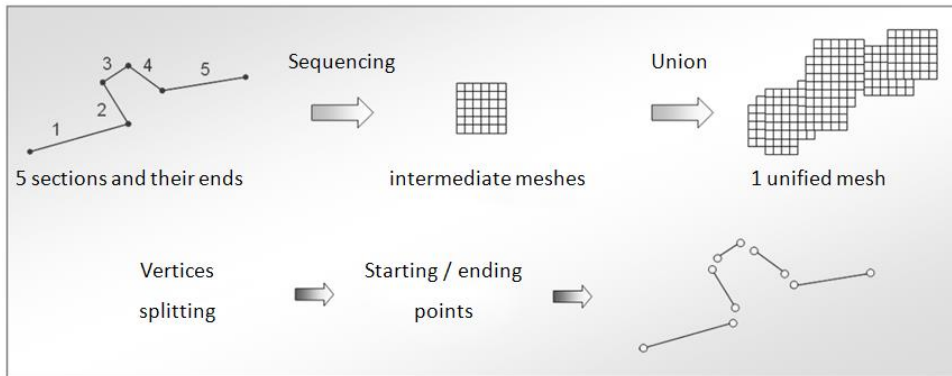 3
4
5
2
1
Sequencing
Union
5 sections and their ends
intermediate meshes
1 unified mesh
Vertices
splitting
Starting / ending
points